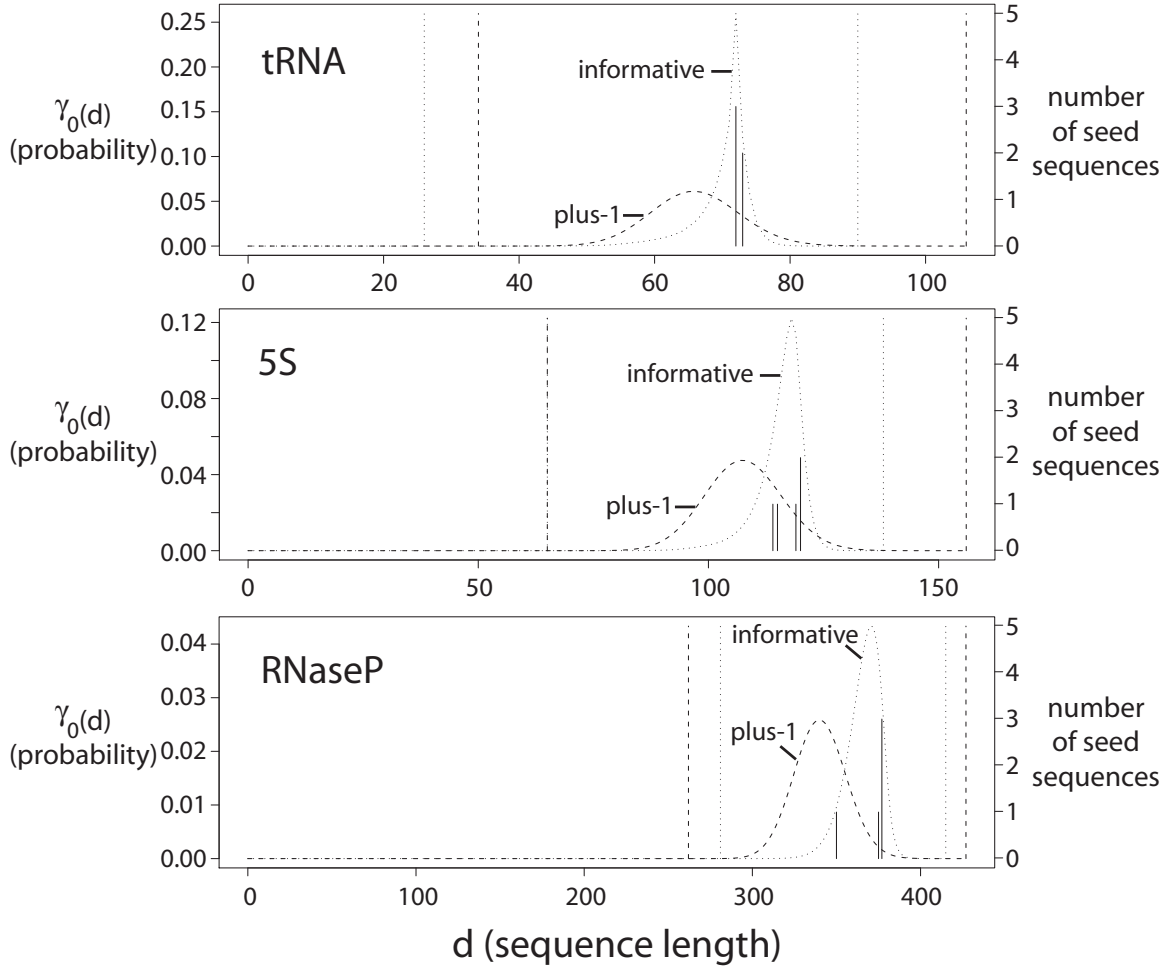 0.25
0.20
0.15
0.10
0.05
0.00
γ0(d)
(probability)
tRNA
informative
plus-1
5
4
3
2
1
0
number
of seed
sequences
0 20 40 60 80 100
0.12
0.08
0.04
0.00
γ0(d)
(probability)
5S
informative
plus-1
5
4
3
2
1
0
number
of seed
sequences
0 50 100 150
0.04
0.03
0.02
0.01
0.00
γ0(d)
(probability)
RNaseP
informative
plus-1
5
4
3
2
1
0
number
of seed
sequences
0 100 200 300 400
d (sequence length)